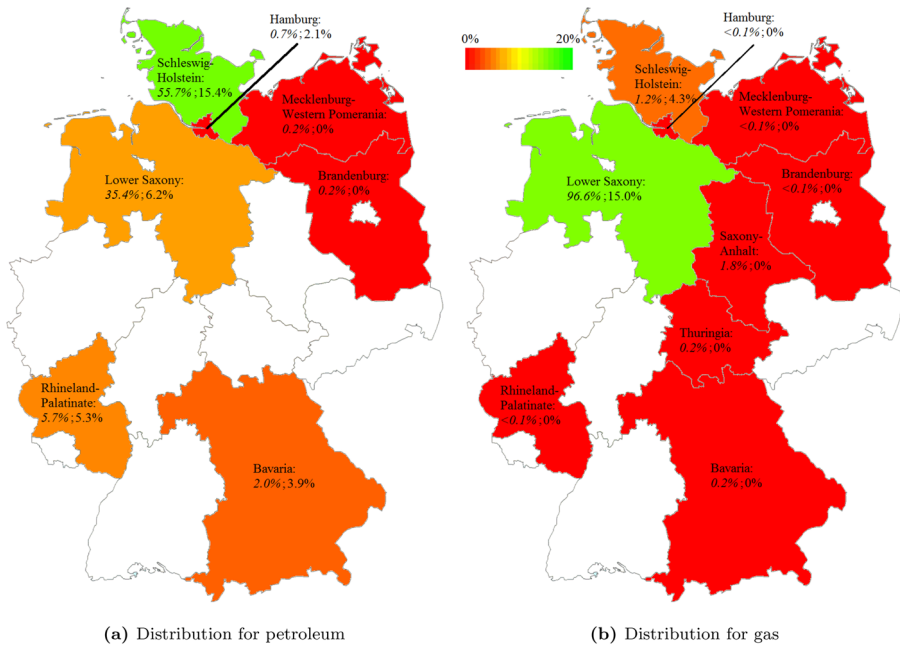 Hamburg:
0.7%; 2.1%
Schleswig-
Holstein:
55.7%; 15.4%
Mecklenburg-
Western Pomerania:
0.2%; 0%
Lower Saxony:
35.4%; 6.2%
Brandenburg:
0.2%; 0%
Rhineland-
Palatinate:
5.7%; 5.3%
Bavaria:
2.0%; 3.9%
(a) Distribution for petroleum
0%
20%
Hamburg:
<0.1%; 0%
Schleswig-
Holstein:
1.2%; 4.3%
Mecklenburg-
Western Pomerania:
<0.1%; 0%
Lower Saxony:
96.6%; 15.0%
Brandenburg:
<0.1%; 0%
Saxony-
Anhalt:
1.8%; 0%
Thuringia:
0.2%; 0%
Rhineland-
Palatinate:
<0.1%; 0%
Bavaria:
0.2%; 0%
(b) Distribution for gas